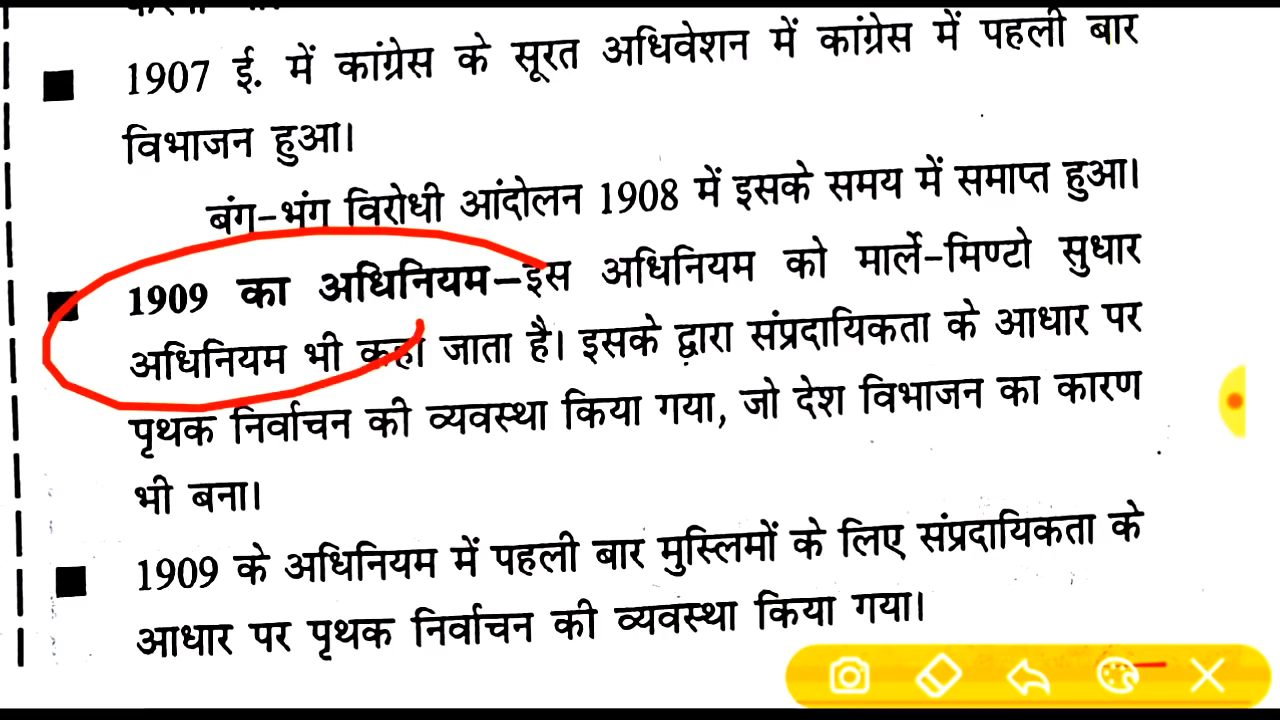 1907 ई. में कांग्रेस के सूरत अधिवेशन में कांग्रेस में पहली बार
विभाजन हुआ।
बंग-भंग विरोधी आंदोलन 1908 में इसके समय में समाप्त हुआ।
1909 का अधिनियम–इस अधिनियम को मार्ले-मिण्टो सुधार
अधिनियम भी कहा जाता है। इसके द्वारा संप्रदायिकता के आधार पर
पृथक निर्वाचन की व्यवस्था किया गया, जो देश विभाजन का कारण
भी बना।
1909 के अधिनियम में पहली बार मुस्लिमों के लिए संप्रदायिकता के
आधार पर पृथक निर्वाचन की व्यवस्था किया गया।